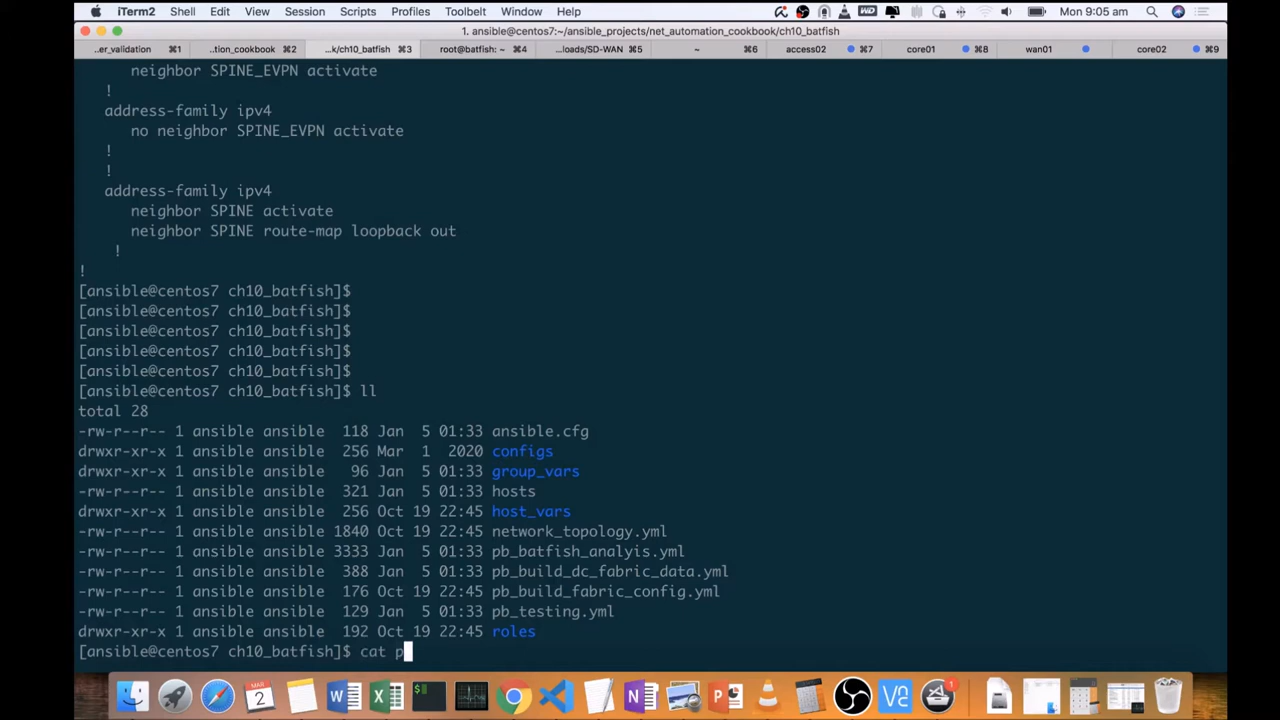 iTerm2 Shell Edit View Session Scripts Profiles Toolbelt Window Help WD Mon 9:05 am
1. ansible@centos7:~/ansible_projects/net_automation_cookbook/ch10_batfish
...er_validation ⌘1 ...tion_cookbook ⌘2 ...k/ch10_batfish ⌘3 root@batfish: ~ ⌘4 ...loads/SD-WAN ⌘5 ~ ⌘6 access02 ⌘7 core01 ⌘8 wan01 core02 ⌘9
neighbor SPINE_EVPN activate
!
address-family ipv4
no neighbor SPINE_EVPN activate
!
!
address-family ipv4
neighbor SPINE activate
neighbor SPINE route-map loopback out
!
!
[ansible@centos7 ch10_batfish]$
[ansible@centos7 ch10_batfish]$
[ansible@centos7 ch10_batfish]$
[ansible@centos7 ch10_batfish]$
[ansible@centos7 ch10_batfish]$
[ansible@centos7 ch10_batfish]$ ll
total 28
-rw-r--r-- 1 ansible ansible 118 Jan 5 01:33 ansible.cfg
drwxr-xr-x 1 ansible ansible 256 Mar 1 2020 configs
drwxr-xr-x 1 ansible ansible 96 Jan 5 01:33 group_vars
-rw-r--r-- 1 ansible ansible 321 Jan 5 01:33 hosts
drwxr-xr-x 1 ansible ansible 256 Oct 19 22:45 host_vars
-rw-r--r-- 1 ansible ansible 1840 Oct 19 22:45 network_topology.yml
-rw-r--r-- 1 ansible ansible 3333 Jan 5 01:33 pb_batfish_analyis.yml
-rw-r--r-- 1 ansible ansible 388 Jan 5 01:33 pb_build_dc_fabric_data.yml
-rw-r--r-- 1 ansible ansible 176 Oct 19 22:45 pb_build_fabric_config.yml
-rw-r--r-- 1 ansible ansible 129 Jan 5 01:33 pb_testing.yml
drwxr-xr-x 1 ansible ansible 192 Oct 19 22:45 roles
[ansible@centos7 ch10_batfish]$ cat p